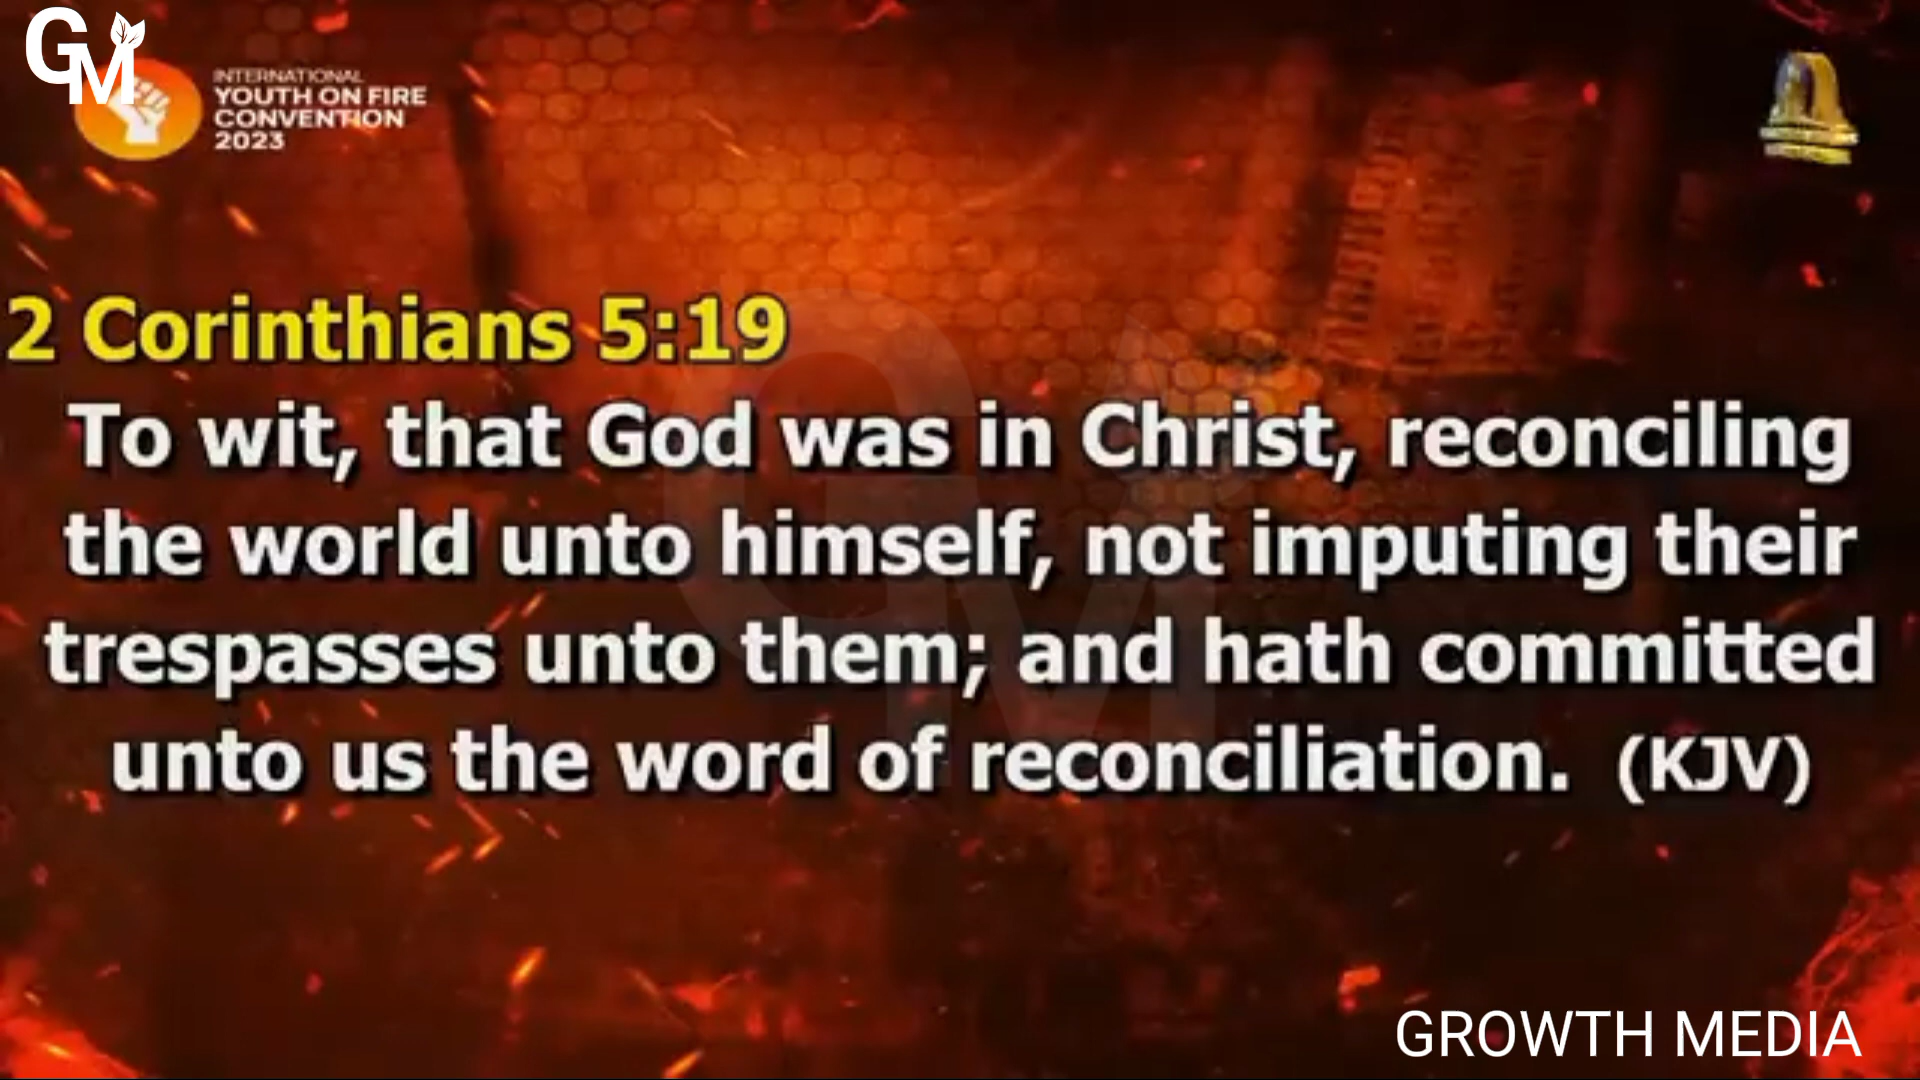 GM
INTERNATIONAL
YOUTH ON FIRE
CONVENTION
2023
2 Corinthians 5:19
To wit, that God was in Christ, reconciling
the world unto himself, not imputing their
trespasses unto them; and hath committed
unto us the word of reconciliation. (KJV)
GM
GROWTH MEDIA